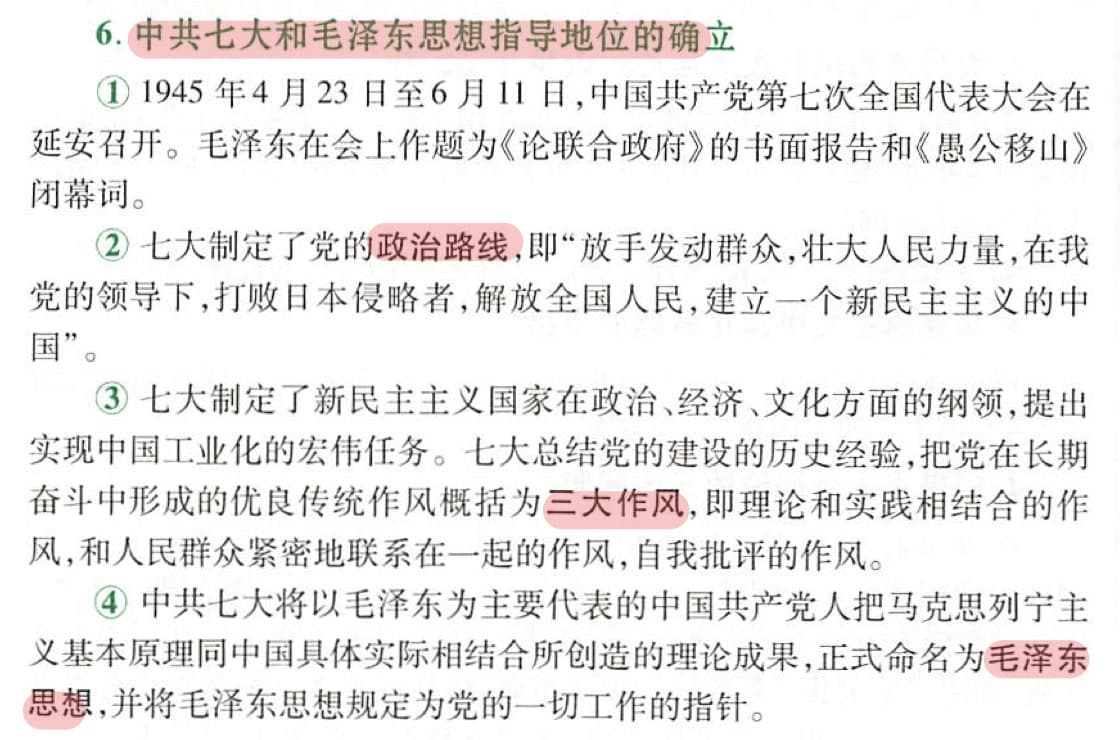 6. 中共七大和毛泽东思想指导地位的确立
① 1945 年 4 月 23 日至 6 月 11 日,中国共产党第七次全国代表大会在
延安召开。毛泽东在会上作题为《论联合政府》的书面报告和《愚公移山》
闭幕词。
② 七大制定了党的政治路线,即“放手发动群众,壮大人民力量,在我
党的领导下,打败日本侵略者,解放全国人民,建立一个新民主主义的中
国”。
③ 七大制定了新民主主义国家在政治、经济、文化方面的纲领,提出
实现中国工业化的宏伟任务。七大总结党的建设的历史经验,把党在长期
奋斗中形成的优良传统作风概括为三大作风,即理论和实践相结合的作
风,和人民群众紧密地联系在一起的作风,自我批评的作风。
④ 中共七大将以毛泽东为主要代表的中国共产党人把马克思列宁主
义基本原理同中国具体实际相结合所创造的理论成果,正式命名为毛泽东
思想,并将毛泽东思想规定为党的一切工作的指针。